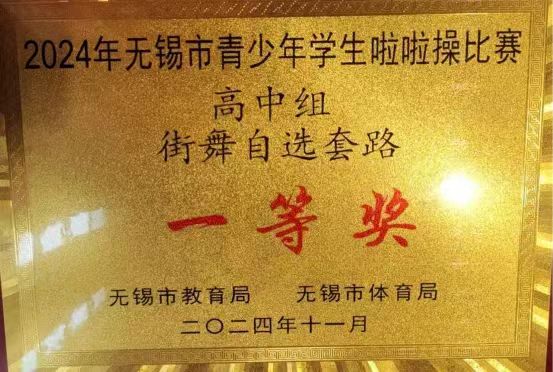 2024年无锡市青少年学生啦啦操比赛
高中组
街舞自选套路
一等奖
无锡市教育局 无锡市体育局
二〇二四年十一月